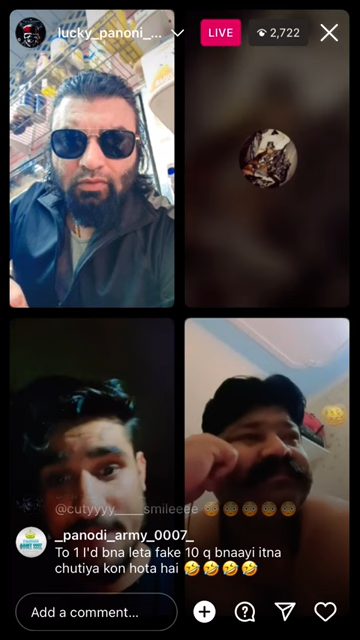 lucky_panoni_...
LIVE
2,722
@cutyyyy____smileeee
_panodi_army_0007_
To 1 I'd bna leta fake 10 q bnaayi itna
chutiya kon hota hai 🤣🤣🤣🤣
Add a comment...